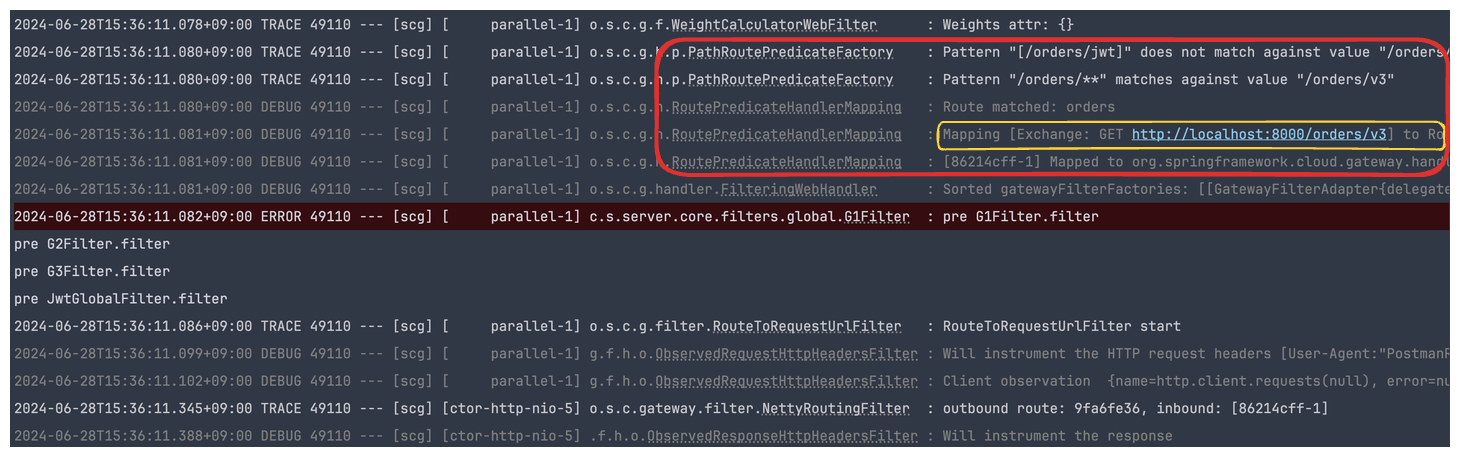 2024-06-28T15:36:11.078+09:00 TRACE 49110 --- [scg] [     parallel-1] o.s.c.g.f.WeightCalculatorWebFilter      : Weights attr: {}
2024-06-28T15:36:11.080+09:00 TRACE 49110 --- [scg] [     parallel-1] o.s.c.g.h.p.PathRoutePredicateFactory    : Pattern "[/orders/jwt]" does not match against value "/orders/
2024-06-28T15:36:11.080+09:00 TRACE 49110 --- [scg] [     parallel-1] o.s.c.g.h.p.PathRoutePredicateFactory    : Pattern "/orders/**" matches against value "/orders/v3"
2024-06-28T15:36:11.080+09:00 DEBUG 49110 --- [scg] [     parallel-1] o.s.c.g.h.RoutePredicateHandlerMapping   : Route matched: orders
2024-06-28T15:36:11.081+09:00 DEBUG 49110 --- [scg] [     parallel-1] o.s.c.g.h.RoutePredicateHandlerMapping   : Mapping [Exchange: GET http://localhost:8000/orders/v3] to Ro
2024-06-28T15:36:11.081+09:00 DEBUG 49110 --- [scg] [     parallel-1] o.s.c.g.h.RoutePredicateHandlerMapping   : [86214cff-1] Mapped to org.springframework.cloud.gateway.hand
2024-06-28T15:36:11.081+09:00 DEBUG 49110 --- [scg] [     parallel-1] o.s.c.g.handler.FilteringWebHandler      : Sorted gatewayFilterFactories: [[GatewayFilterAdapter{delegate
2024-06-28T15:36:11.082+09:00 ERROR 49110 --- [scg] [     parallel-1] c.s.server.core.filters.global.G1Filter  : pre G1Filter.filter
pre G2Filter.filter
pre G3Filter.filter
pre JwtGlobalFilter.filter
2024-06-28T15:36:11.086+09:00 TRACE 49110 --- [scg] [     parallel-1] o.s.c.g.filter.RouteToRequestUrlFilter   : RouteToRequestUrlFilter start
2024-06-28T15:36:11.099+09:00 DEBUG 49110 --- [scg] [     parallel-1] g.f.h.o.ObservedRequestHttpHeadersFilter : Will instrument the HTTP request headers [User-Agent:"PostmanR
2024-06-28T15:36:11.102+09:00 DEBUG 49110 --- [scg] [     parallel-1] g.f.h.o.ObservedRequestHttpHeadersFilter : Client observation  {name=http.client.requests(null), error=nu
2024-06-28T15:36:11.345+09:00 TRACE 49110 --- [scg] [ctor-http-nio-5] o.s.c.gateway.filter.NettyRoutingFilter  : outbound route: 9fa6fe36, inbound: [86214cff-1]
2024-06-28T15:36:11.388+09:00 DEBUG 49110 --- [scg] [ctor-http-nio-5] .f.h.o.ObservedResponseHttpHeadersFilter : Will instrument the response